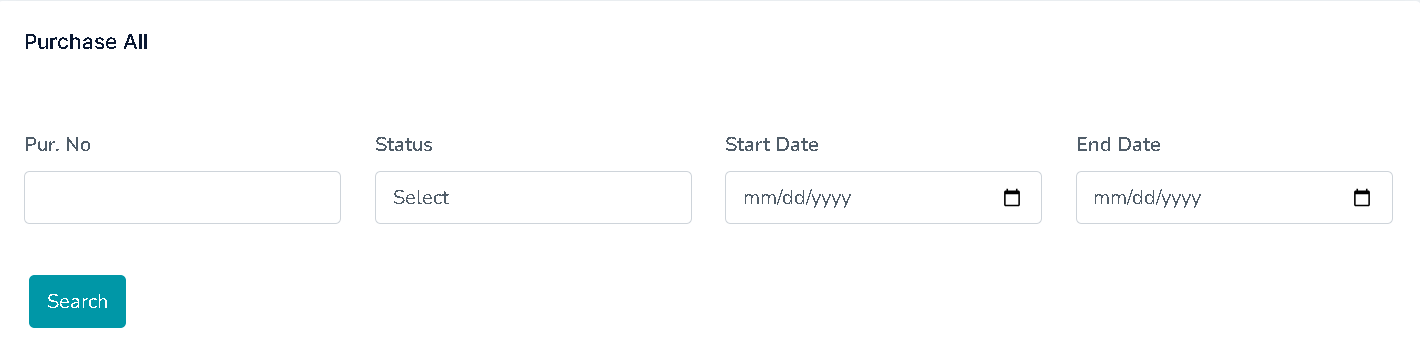 Purchase All
Pur. No Status Start Date End Date
Select mm/dd/yyyy mm/dd/yyyy
Search